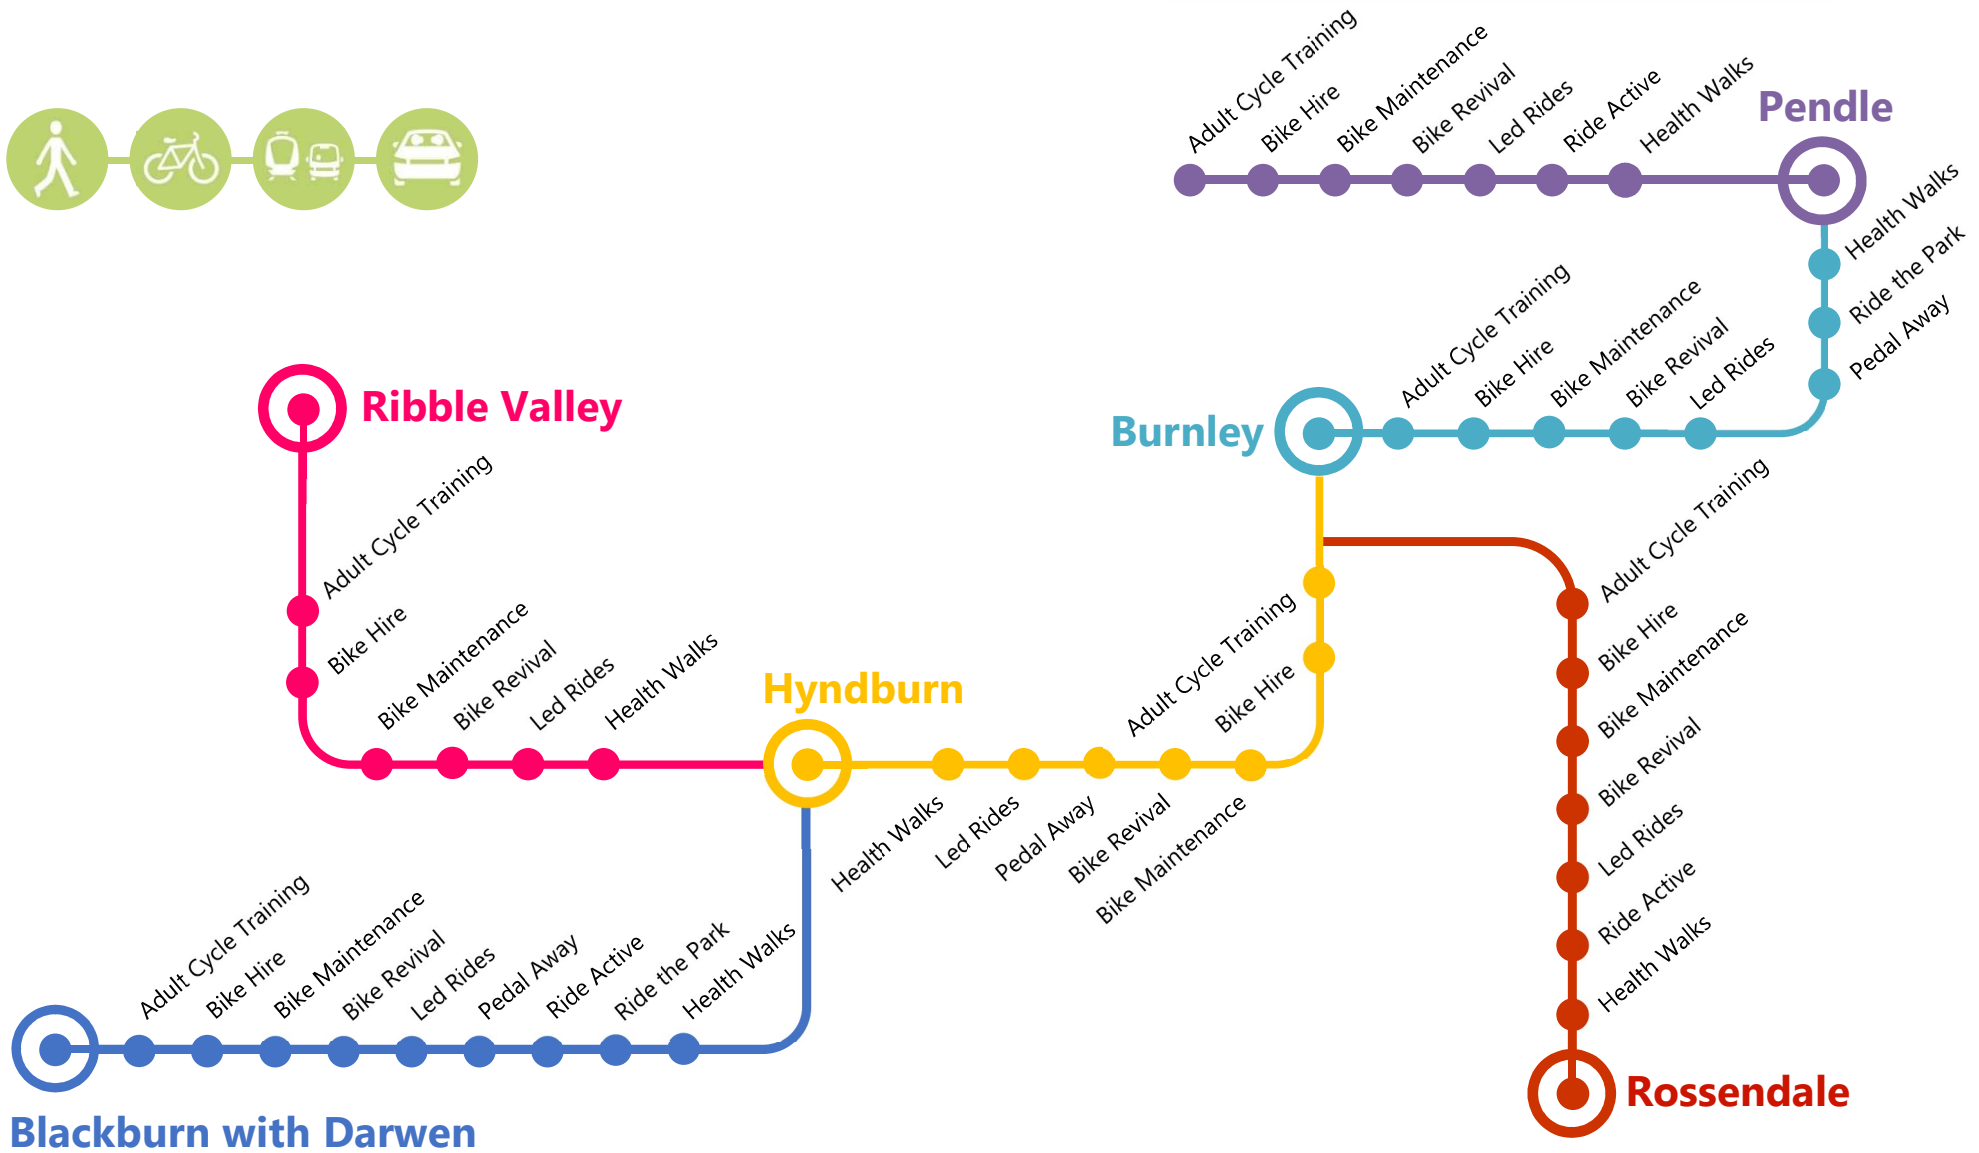 Adult Cycle Training
Bike Hire
Bike Maintenance
Bike Revival
Led Rides
Ride Active
Health Walks
Pendle
Health Walks
Ride the Park
Pedal Away
Burnley
Adult Cycle Training
Bike Hire
Bike Maintenance
Bike Revival
Led Rides
Ribble Valley
Adult Cycle Training
Bike Hire
Bike Maintenance
Bike Revival
Led Rides
Health Walks
Hyndburn
Adult Cycle Training
Bike Hire
Health Walks
Led Rides
Pedal Away
Bike Revival
Bike Maintenance
Adult Cycle Training
Bike Hire
Bike Maintenance
Bike Revival
Led Rides
Ride Active
Health Walks
Rossendale
Adult Cycle Training
Bike Hire
Bike Maintenance
Bike Revival
Led Rides
Pedal Away
Ride Active
Ride the Park
Health Walks
Blackburn with Darwen